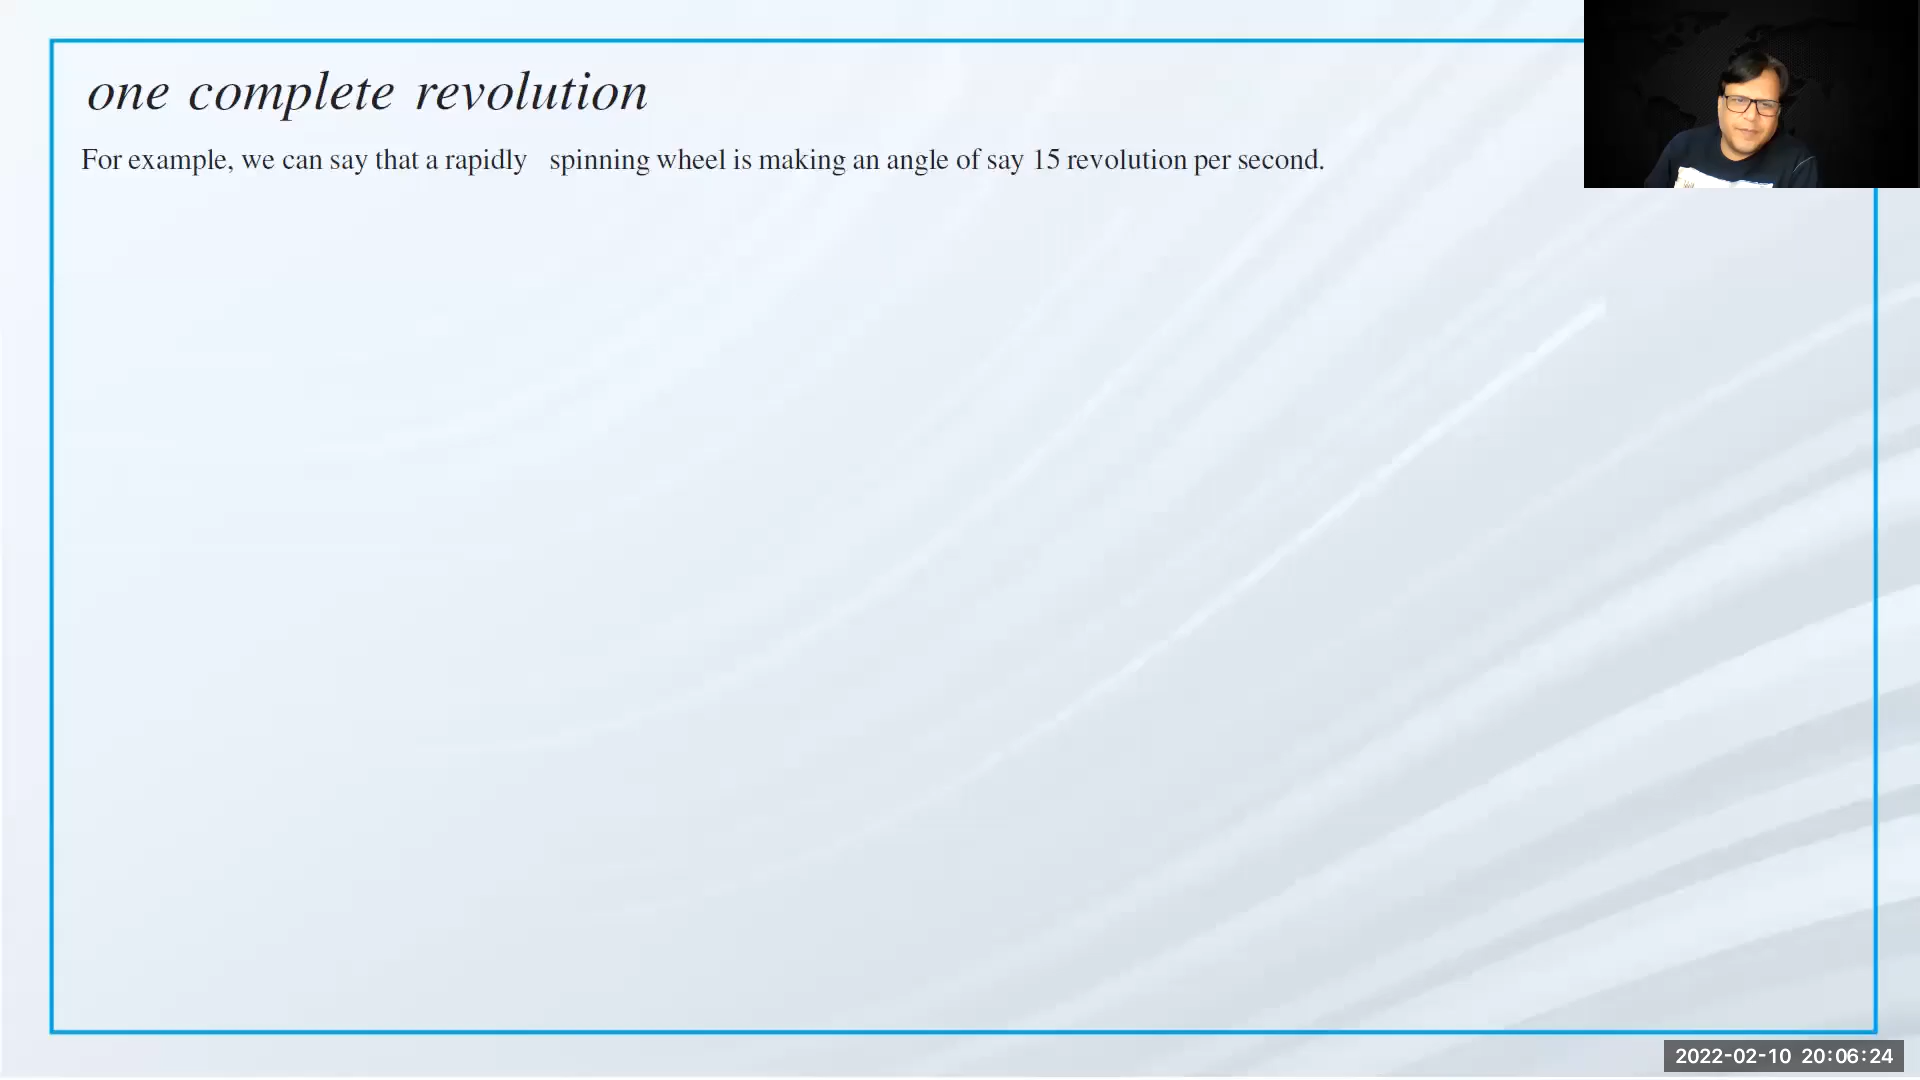 one complete revolution
For example, we can say that a rapidly spinning wheel is making an angle of say 15 revolution per second.
2022-02-10 20:06:24